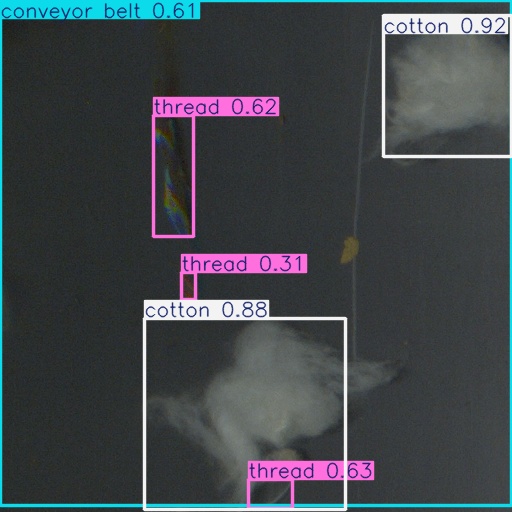 conveyor belt 0.61
cotton 0.92
thread 0.62
thread 0.31
cotton 0.88
thread 0.63